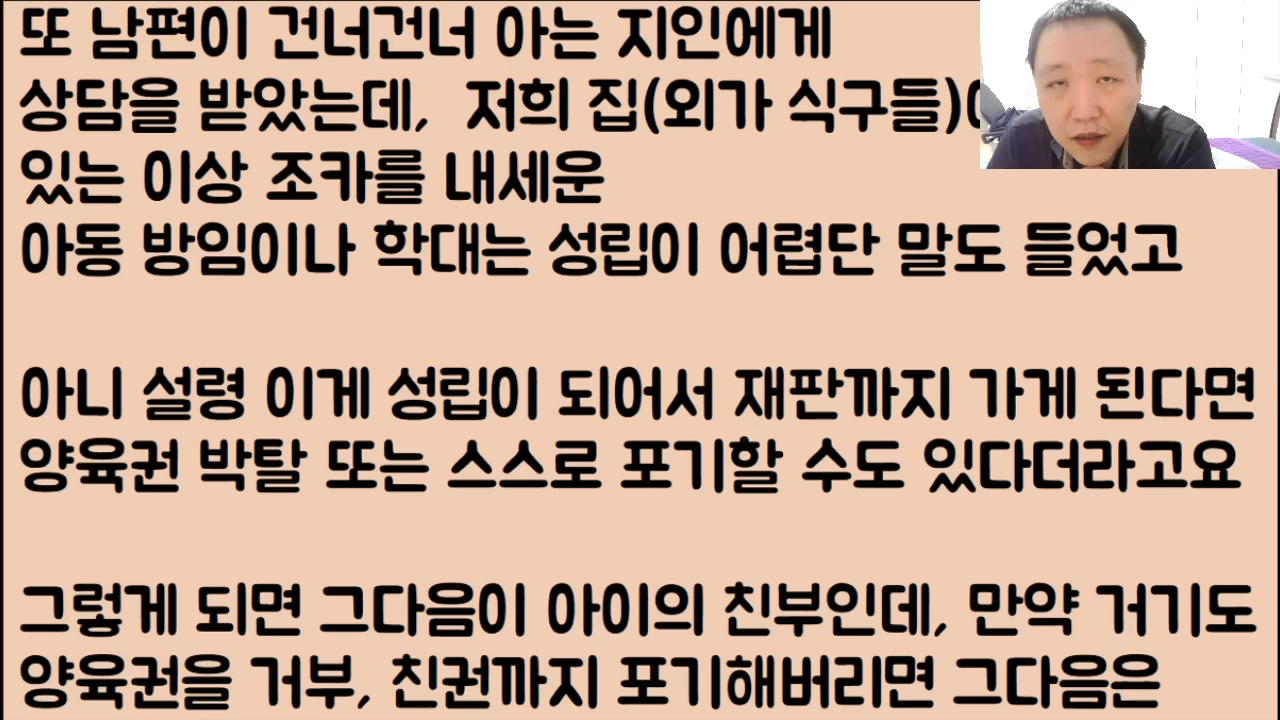 또 남편이 건너건너 아는 지인에게
상담을 받았는데, 저희 집(외가 식구들)
있는 이상 조카를 내세운
아동 방임이나 학대는 성립이 어렵단 말도 들었고
아니 설령 이게 성립이 되어서 재판까지 가게 된다면
양육권 박탈 또는 스스로 포기할 수도 있다더라고요
그렇게 되면 그다음이 아이의 친부인데, 만약 거기도
양육권을 거부, 친권까지 포기해버리면 그다음은